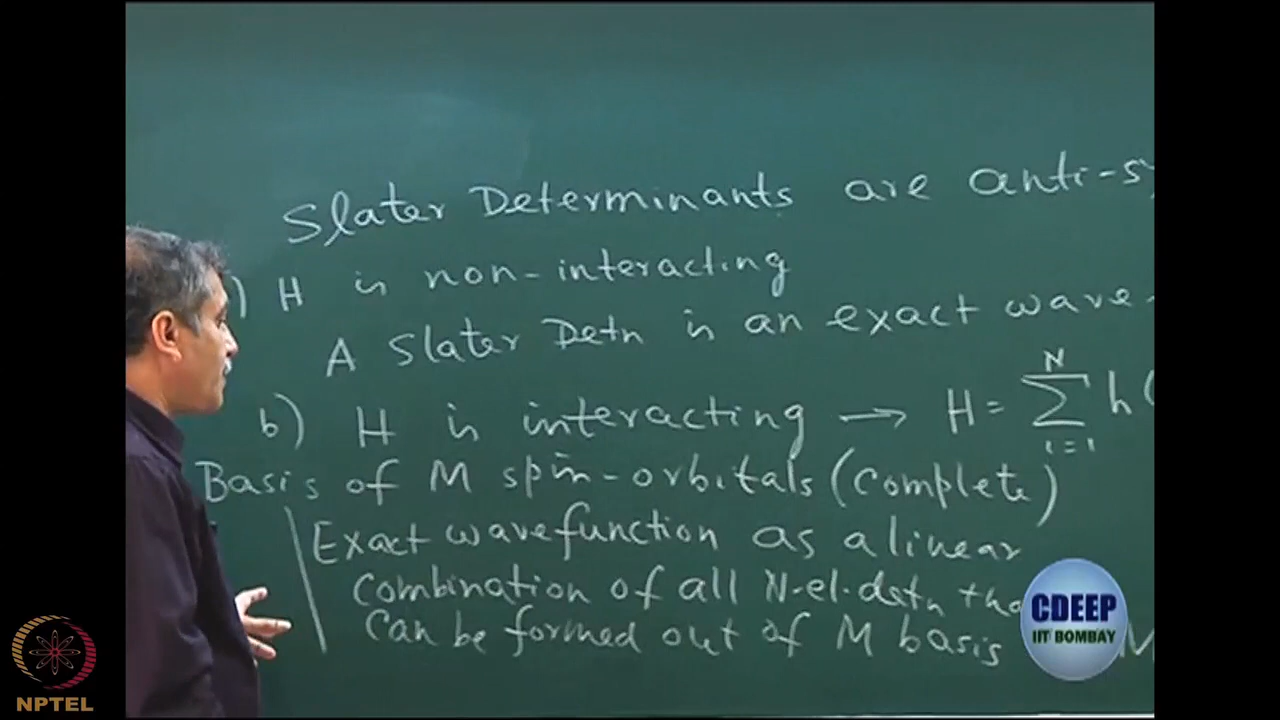 Slater Determinants are anti-sy
) H is non-interacting
A Slater Detn is an exact wave-
b) H is interacting → H = ∑ h (
N
i=1
Basis of M spin-orbitals (Complete)
Exact wavefunction as a linear
Combination of all N-el. detn tha
Can be formed out of M basis M
CDEEP
IIT BOMBAY
NPTEL